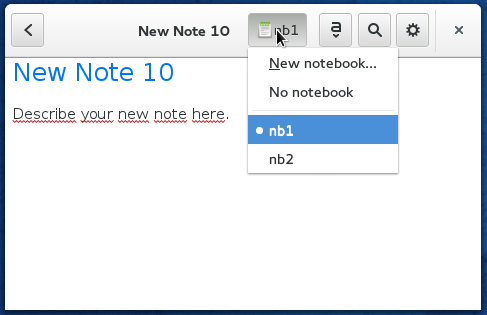 New Note 10
nb1
a
New notebook...
No notebook
nb1
nb2
New Note 10
Describe your new note here.